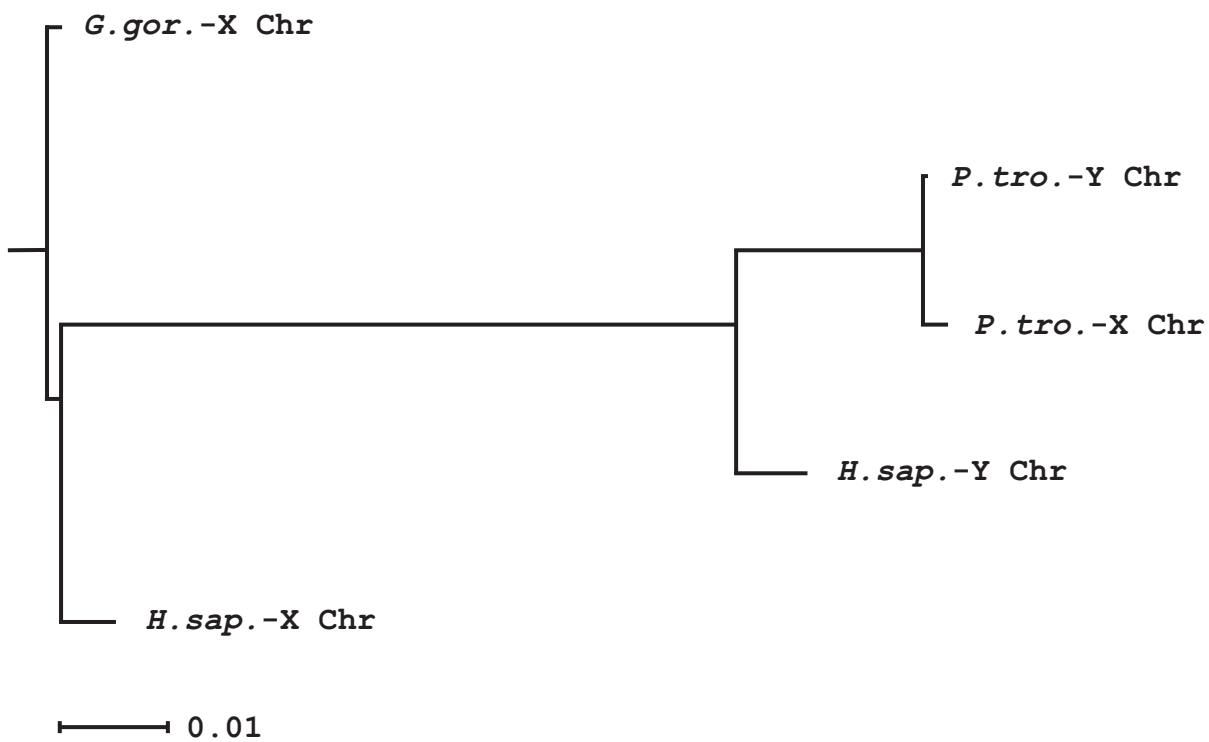 G.gor.-X Chr
P.tro.-Y Chr
P.tro.-X Chr
H.sap.-Y Chr
H.sap.-X Chr
0.01